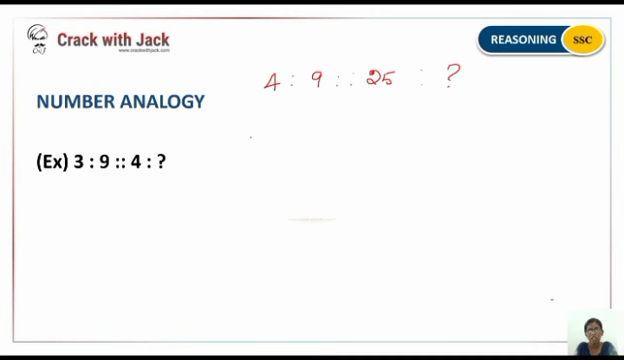 Crack with Jack
www.crackwithjack.com
REASONING SSC
4 : 9 :: 25 : ?
NUMBER ANALOGY
(Ex) 3 : 9 :: 4 : ?